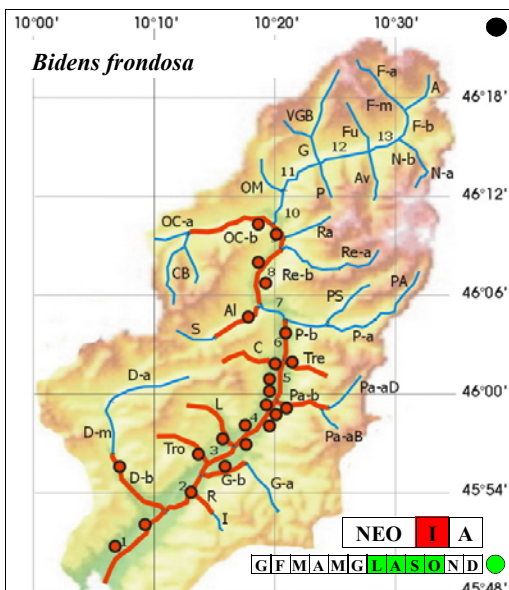 10°00' 10°10' 10°20' 10°30'
Bidens frondosa
F-a
A
46°18'
VGB
F-m
F-b
Fu
13
12
G
N-b
11
N-a
OM
P
Av
46°12'
10
OC-a
Ra
OC-b
Re-a
CB
8
Re-b
PA
46°06'
PS
7
Al
S
6
P-b
P-a
C
Tre
5
D-a
46°00'
Pa-b
Pa-aD
L
4
D-m
Pa-aB
Tro
3
D-b
G-b
G-a
45°54'
2
R
I
1
NEO I A
G F M A M G L A S O N D
45°48'